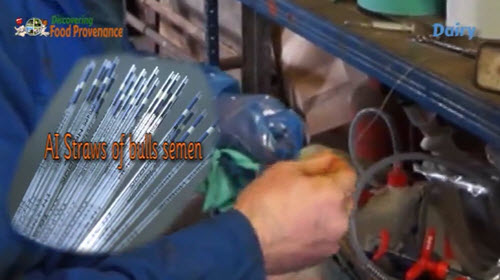 Discovering
Food Provenance
Dairy
AI Straws of bulls semen